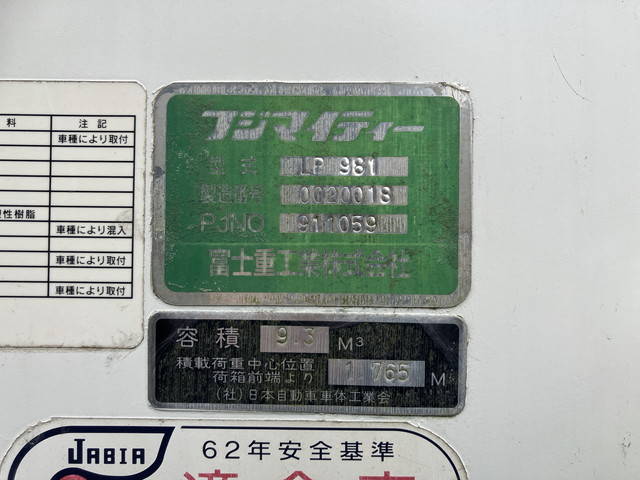 料 注記
車種により取付
性樹脂
車種により混入
車種により取付
車種により取付
フジマイティー
型式 LP 981
製造番号 0020018
PJNO 911059
富士重工業株式会社
容積 9.3 M³
積載荷重中心位置
荷箱前端より 1.765 M
(社)日本自動車車体工業会
JABIA 62年安全基準
適合車